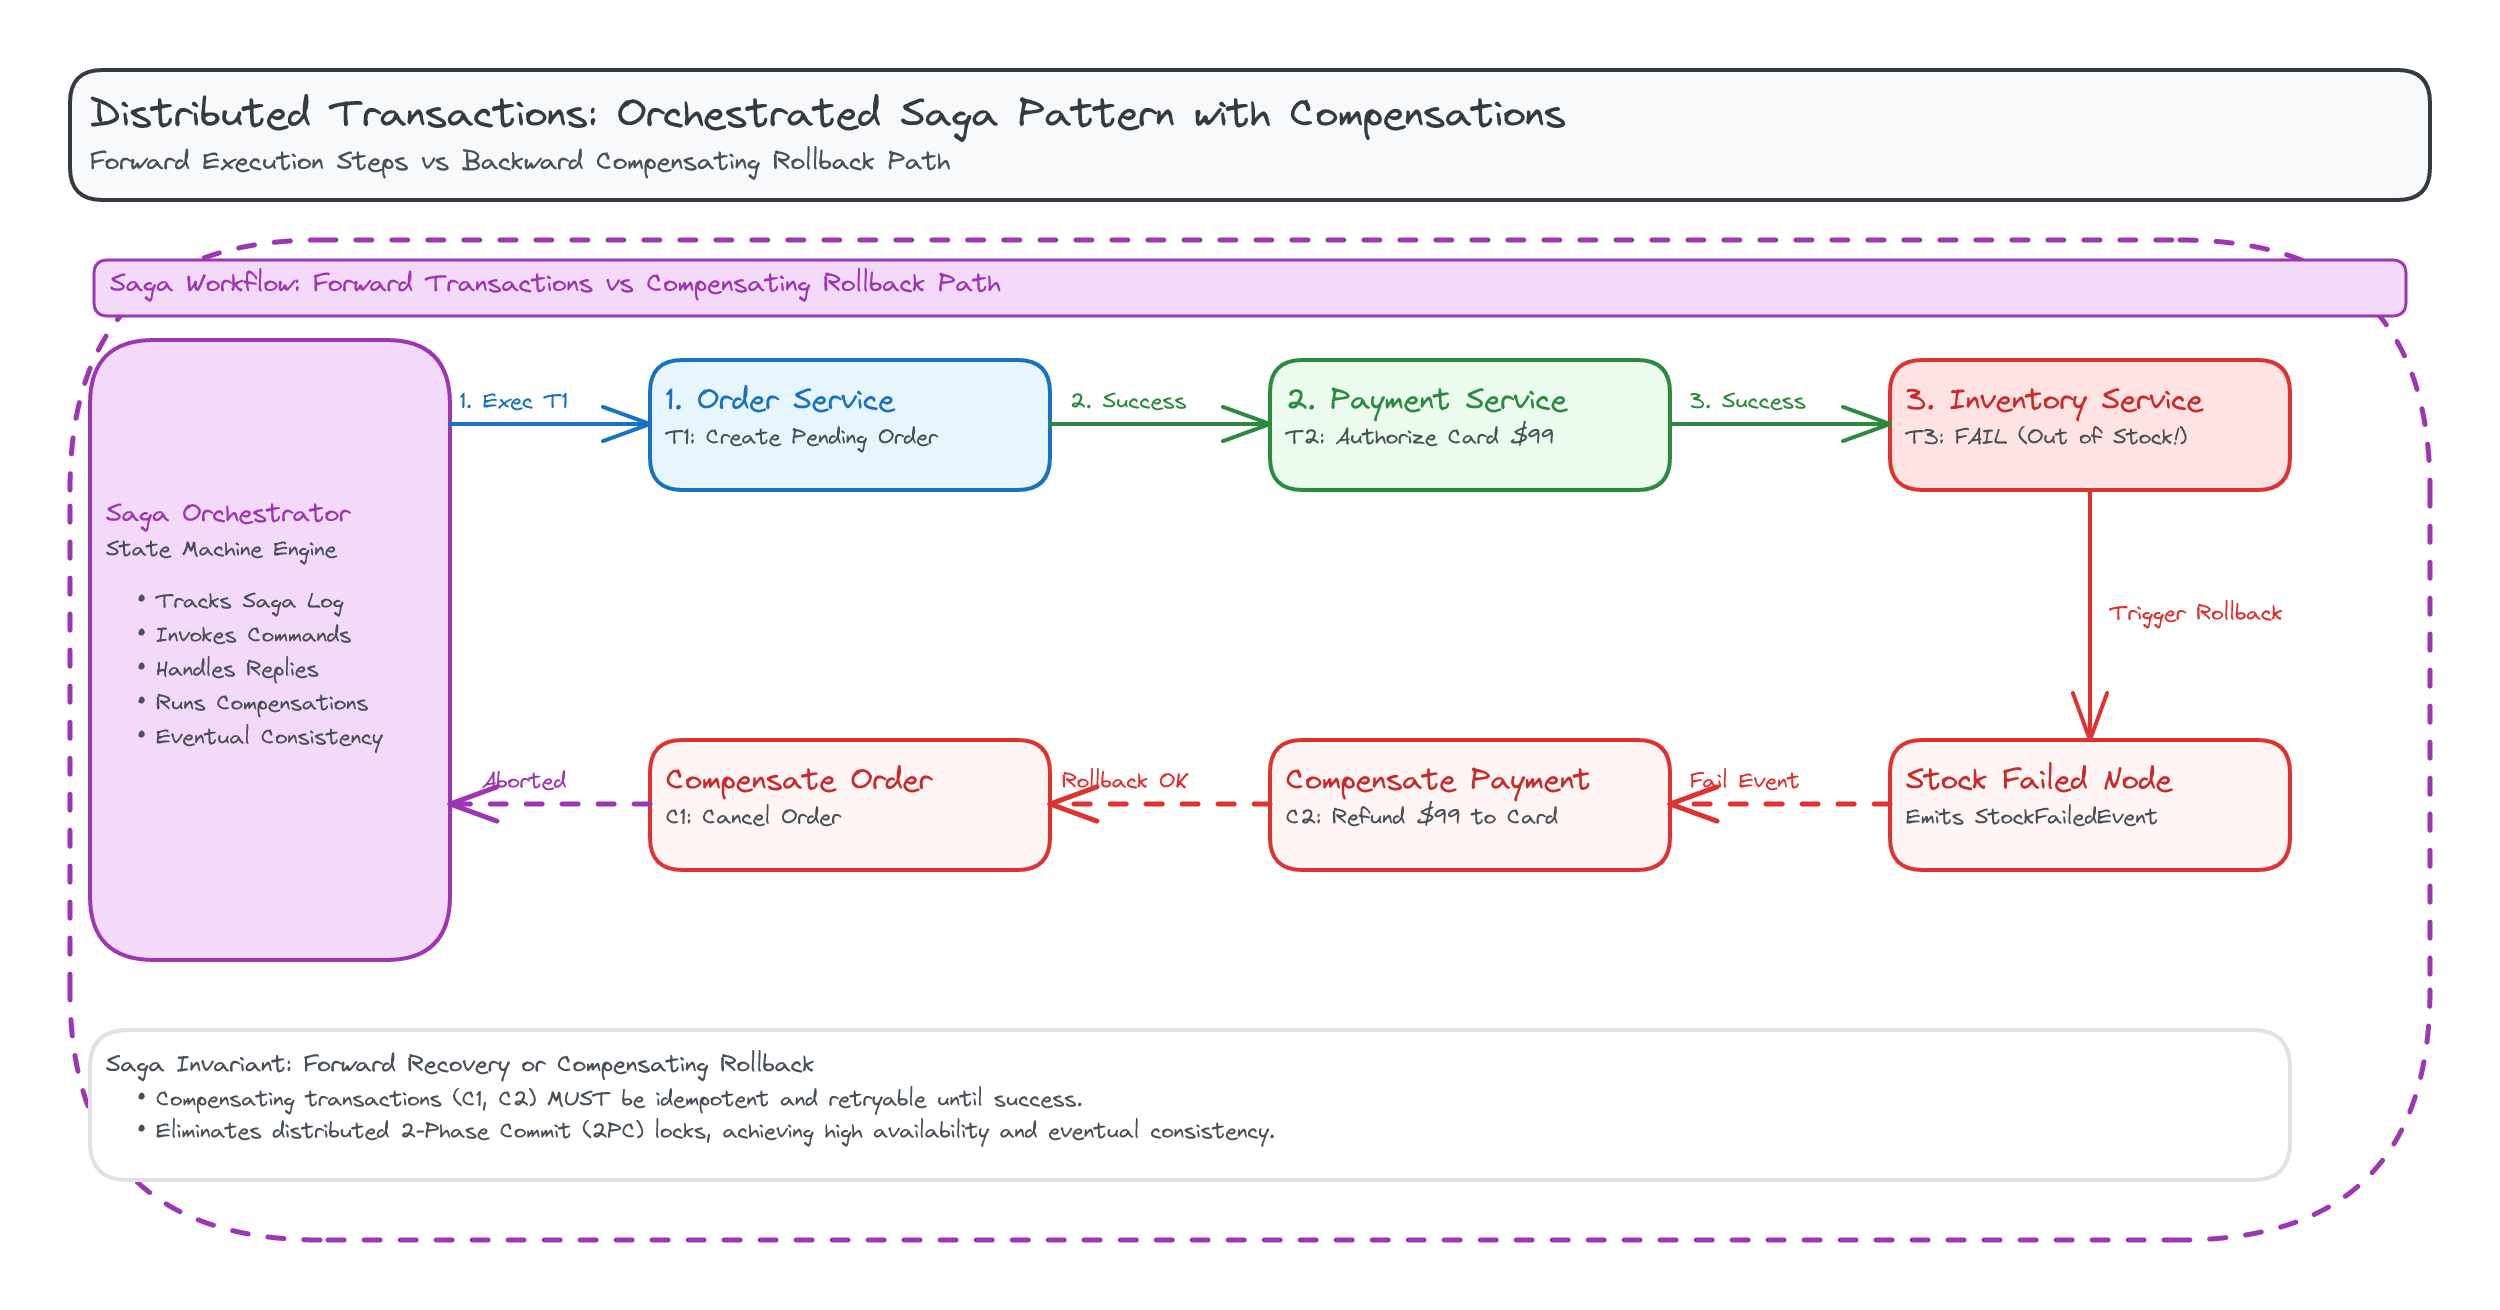 Distributed Transactions: Orchestrated Saga Pattern with Compensations
Forward Execution Steps vs Backward Compensating Rollback Path
Saga Workflow: Forward Transactions vs Compensating Rollback Path
1. Exec T1
1. Order Service
T1: Create Pending Order
2. Success
2. Payment Service
T2: Authorize Card $99
3. Success
3. Inventory Service
T3: FAIL (Out of Stock!)
Saga Orchestrator
State Machine Engine
• Tracks Saga Log
• Invokes Commands
• Handles Replies
• Runs Compensations
• Eventual Consistency
Trigger Rollback
Aborted
Compensate Order
C1: Cancel Order
Rollback OK
Compensate Payment
C2: Refund $99 to Card
Fail Event
Stock Failed Node
Emits StockFailedEvent
Saga Invariant: Forward Recovery or Compensating Rollback
• Compensating transactions (C1, C2) MUST be idempotent and retryable until success.
• Eliminates distributed 2-Phase Commit (2PC) locks, achieving high availability and eventual consistency.